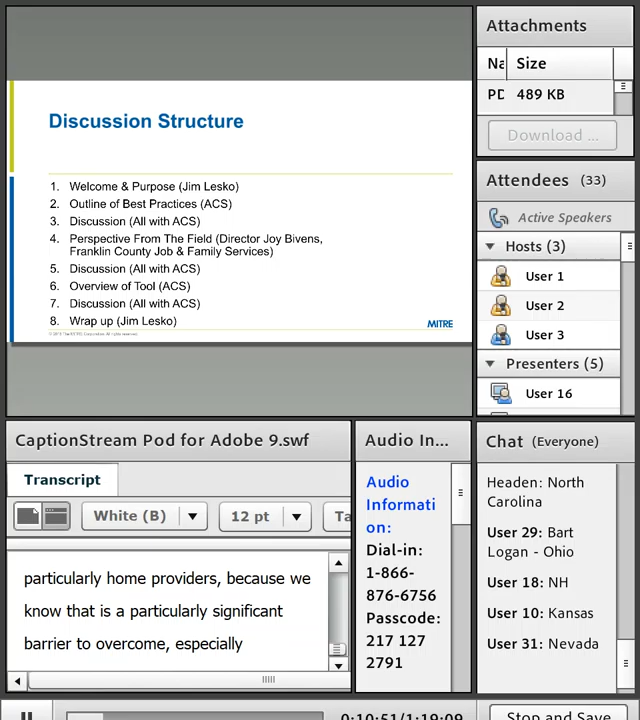 Attachments
Na Size
PD 489 KB
Download ...
Discussion Structure
1. Welcome & Purpose (Jim Lesko)
2. Outline of Best Practices (ACS)
3. Discussion (All with ACS)
4. Perspective From The Field (Director Joy Bivens,
Franklin County Job & Family Services)
5. Discussion (All with ACS)
6. Overview of Tool (ACS)
7. Discussion (All with ACS)
8. Wrap up (Jim Lesko)
MITRE
Attendees (33)
Active Speakers
Hosts (3)
User 1
User 2
User 3
Presenters (5)
User 16
CaptionStream Pod for Adobe 9.swf
Transcript
White (B)
12 pt
Ta
particularly home providers, because we
know that is a particularly significant
barrier to overcome, especially
Audio In...
Audio
Informati
on:
Dial-in:
1-866-
876-6756
Passcode:
217 127
2791
Chat (Everyone)
Headen: North
Carolina
User 29: Bart
Logan - Ohio
User 18: NH
User 10: Kansas
User 31: Nevada
0:10:51/1:19:09
Stop and Save